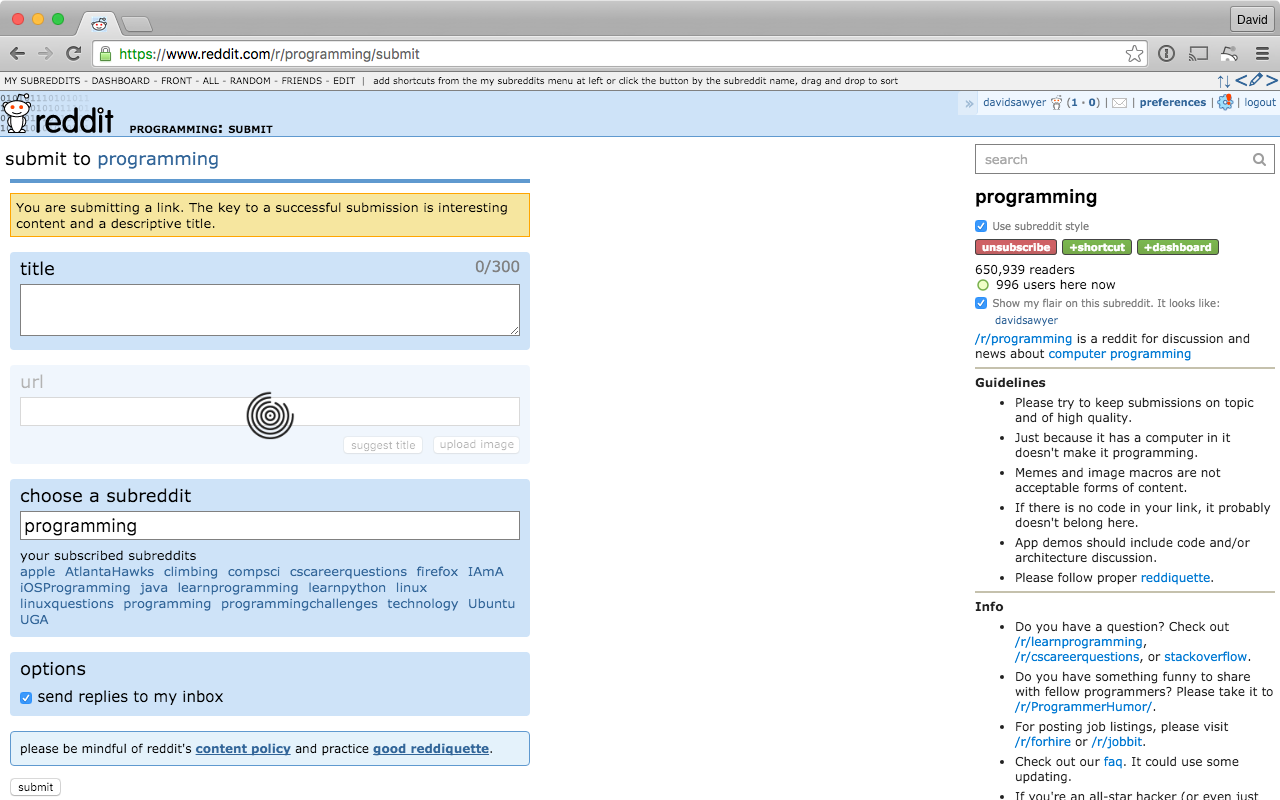 David
https://www.reddit.com/r/programming/submit
MY SUBREDDITS - DASHBOARD - FRONT - ALL - RANDOM - FRIENDS - EDIT | add shortcuts from the my subreddits menu at left or click the button by the subreddit name, drag and drop to sort
reddit PROGRAMMING: SUBMIT
davidsawyer (1 · 0) | | preferences | | logout
submit to programming
You are submitting a link. The key to a successful submission is interesting
content and a descriptive title.
title 0/300
url
suggest title upload image
choose a subreddit
programming
your subscribed subreddits
apple AtlantaHawks climbing compsci cscareerquestions firefox IAmA
iOSProgramming java learnprogramming learnpython linux
linuxquestions programming programmingchallenges technology Ubuntu
UGA
options
send replies to my inbox
please be mindful of reddit's content policy and practice good reddiquette.
submit
search
programming
Use subreddit style
unsubscribe +shortcut +dashboard
650,939 readers
996 users here now
Show my flair on this subreddit. It looks like:
davidsawyer
/r/programming is a reddit for discussion and
news about computer programming
Guidelines
• Please try to keep submissions on topic
and of high quality.
• Just because it has a computer in it
doesn't make it programming.
• Memes and image macros are not
acceptable forms of content.
• If there is no code in your link, it probably
doesn't belong here.
• App demos should include code and/or
architecture discussion.
• Please follow proper reddiquette.
Info
• Do you have a question? Check out
/r/learnprogramming,
/r/cscareerquestions, or stackoverflow.
• Do you have something funny to share
with fellow programmers? Please take it to
/r/ProgrammerHumor/.
• For posting job listings, please visit
/r/forhire or /r/jobbit.
• Check out our faq. It could use some
updating.
• If you're an all-star hacker (or even just